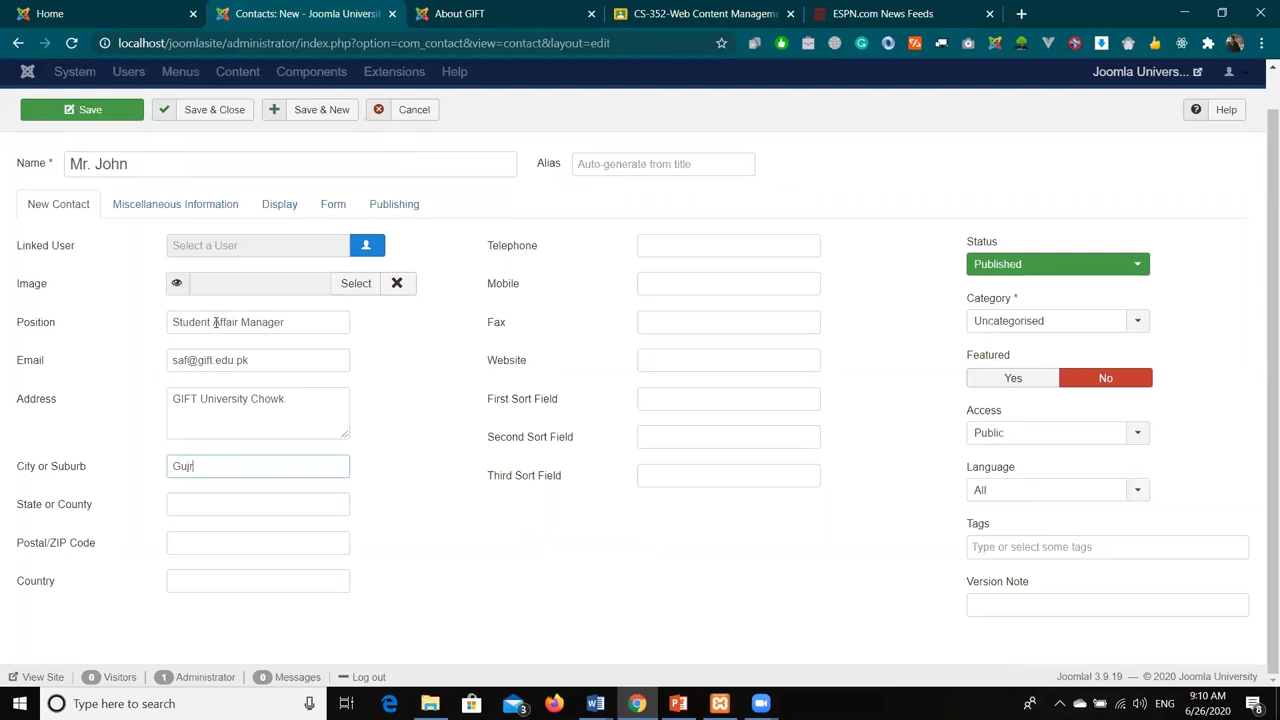 Home
Contacts: New - Joomla Universit
About GIFT
CS-352-Web Content Managem
ESPN.com News Feeds
localhost/joomlasite/administrator/index.php?option=com_contact&view=contact&layout=edit
System Users Menus Content Components Extensions Help
Joomla Univers...
Save
Save & Close
Save & New
Cancel
Help
Name * Mr. John
Alias Auto-generate from title
New Contact Miscellaneous Information Display Form Publishing
Linked User Select a User
Image Select
Position Student Affair Manager
Email saf@gift.edu.pk
Address GIFT University Chowk
City or Suburb Gujr
State or County
Postal/ZIP Code
Country
Telephone
Mobile
Fax
Website
First Sort Field
Second Sort Field
Third Sort Field
Status
Published
Category *
Uncategorised
Featured
Yes No
Access
Public
Language
All
Tags
Type or select some tags
Version Note
View Site 0 Visitors 1 Administrator 0 Messages Log out
Joomla! 3.9.19 — © 2020 Joomla University
Type here to search
3
ENG
9:10 AM
6/26/2020
8